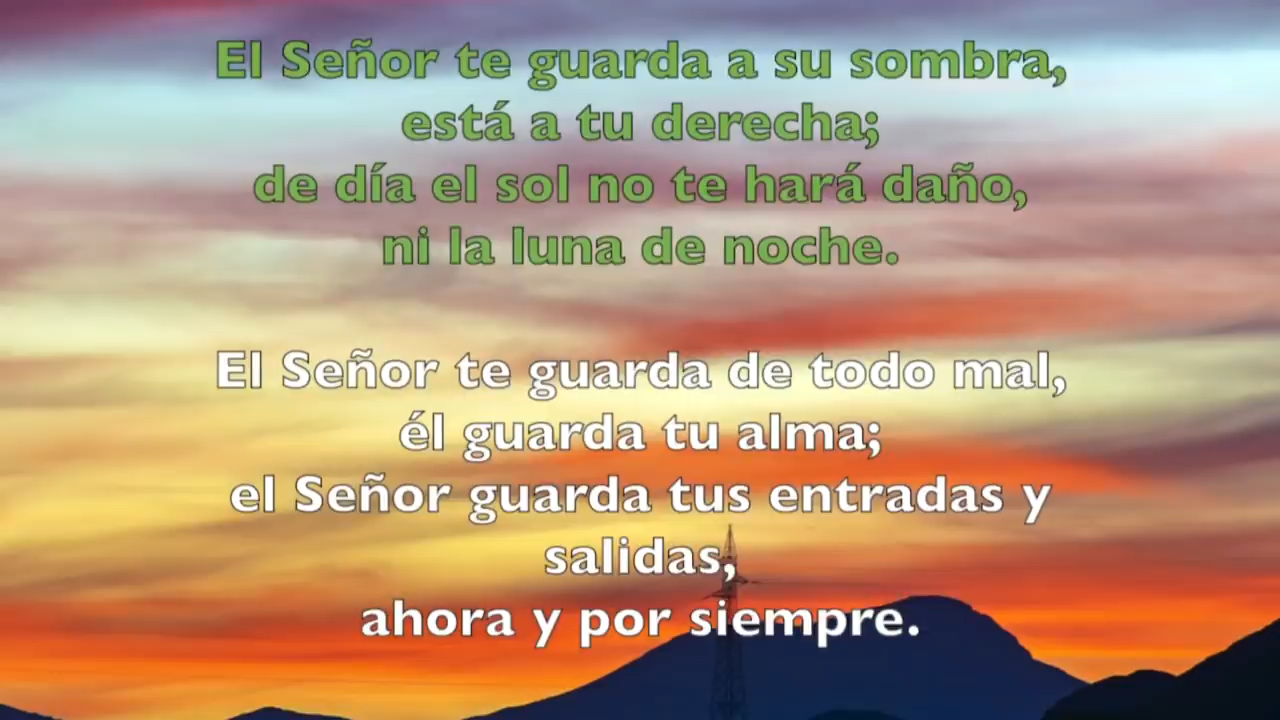 El Señor te guarda a su sombra,
está a tu derecha;
de día el sol no te hará daño,
ni la luna de noche.
El Señor te guarda de todo mal,
él guarda tu alma;
el Señor guarda tus entradas y
salidas,
ahora y por siempre.